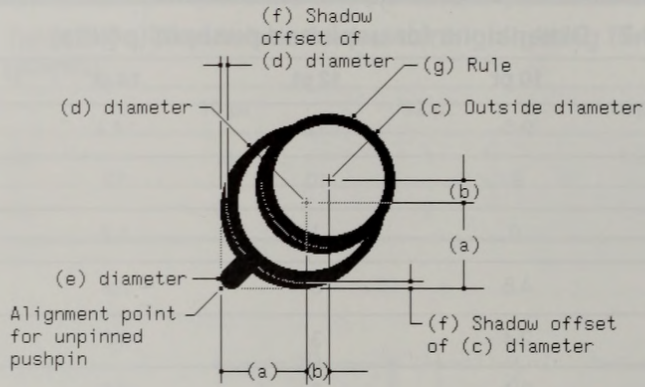 (f) Shadow
offset of
(d) diameter
(g) Rule
(d) diameter
(c) Outside diameter
(b)
(a)
(e) diameter
Alignment point
for unpinned
pushpin
(f) Shadow offset
of (c) diameter
(a)
(b)